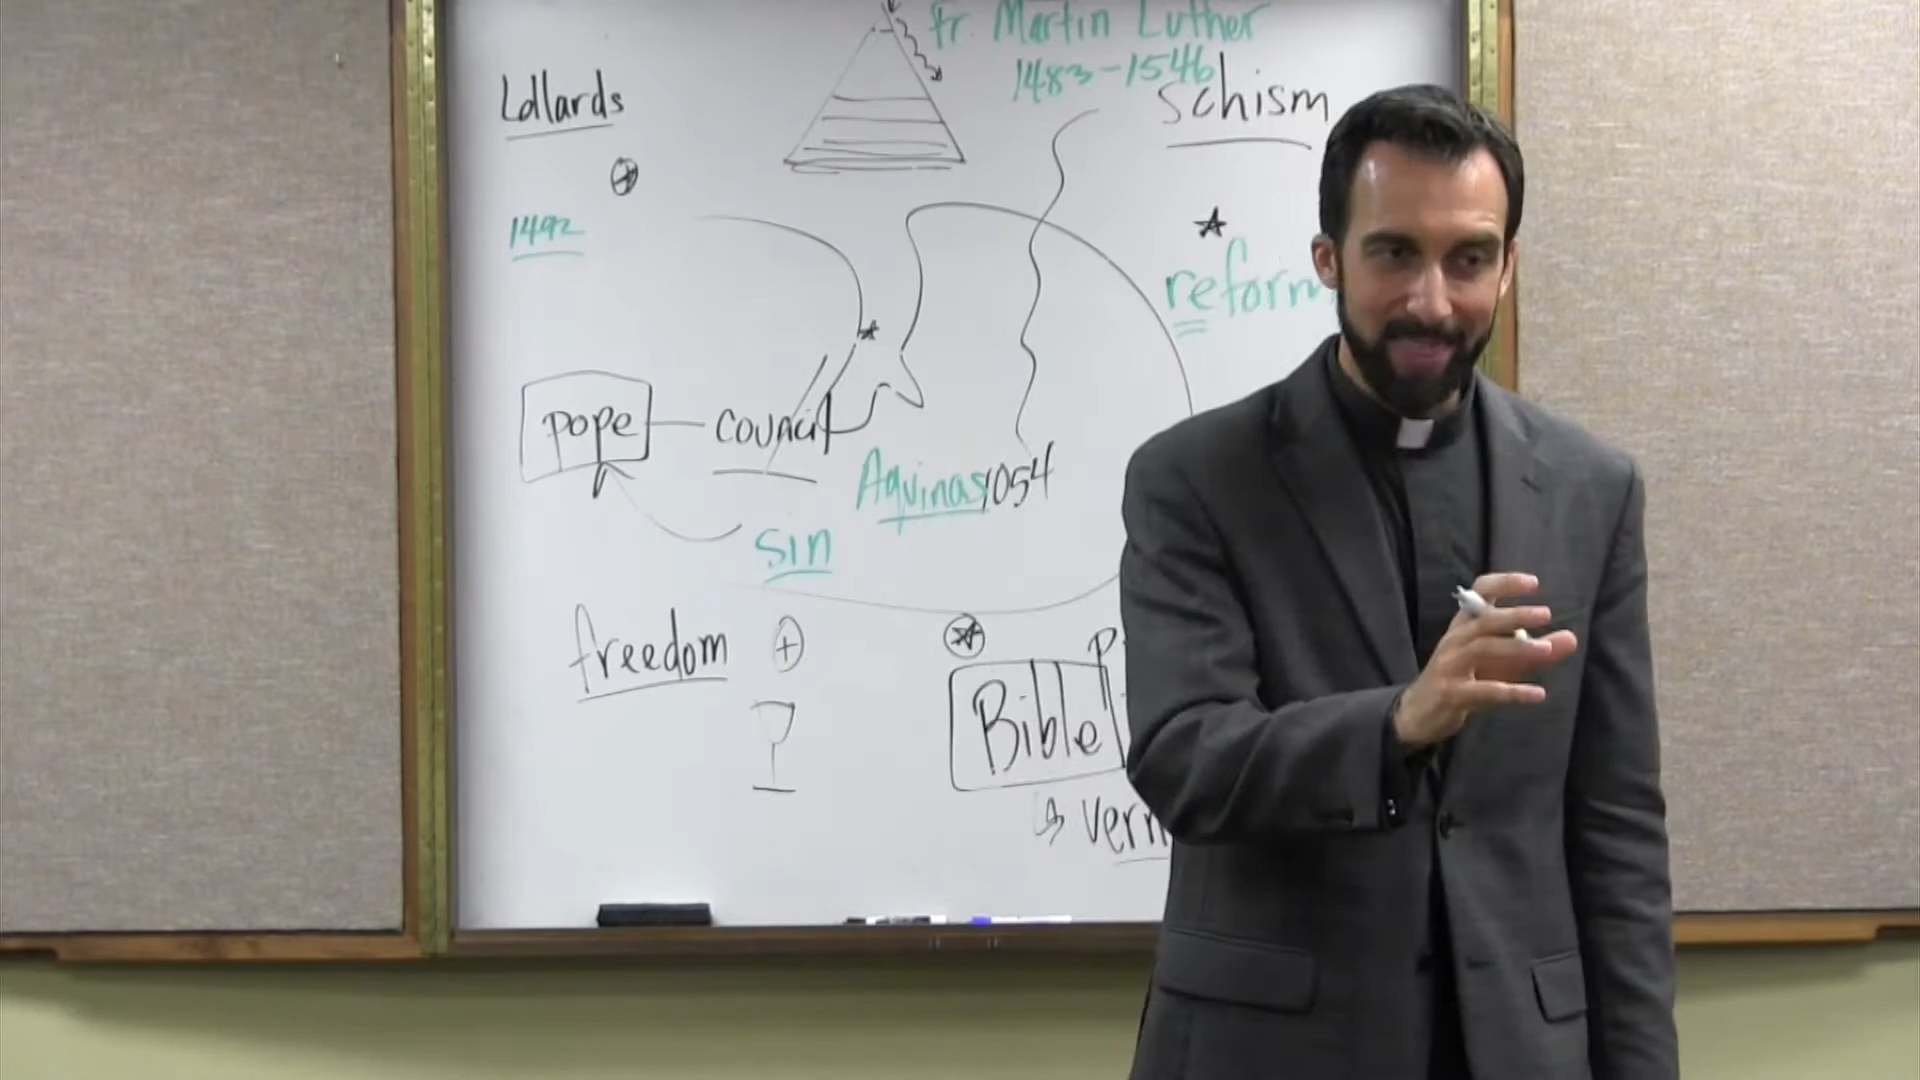 fr. Martin Luther
1483-1546
Lollards
schism
1492
reform
pope
council
Aquinas
1054
sin
freedom
Bible